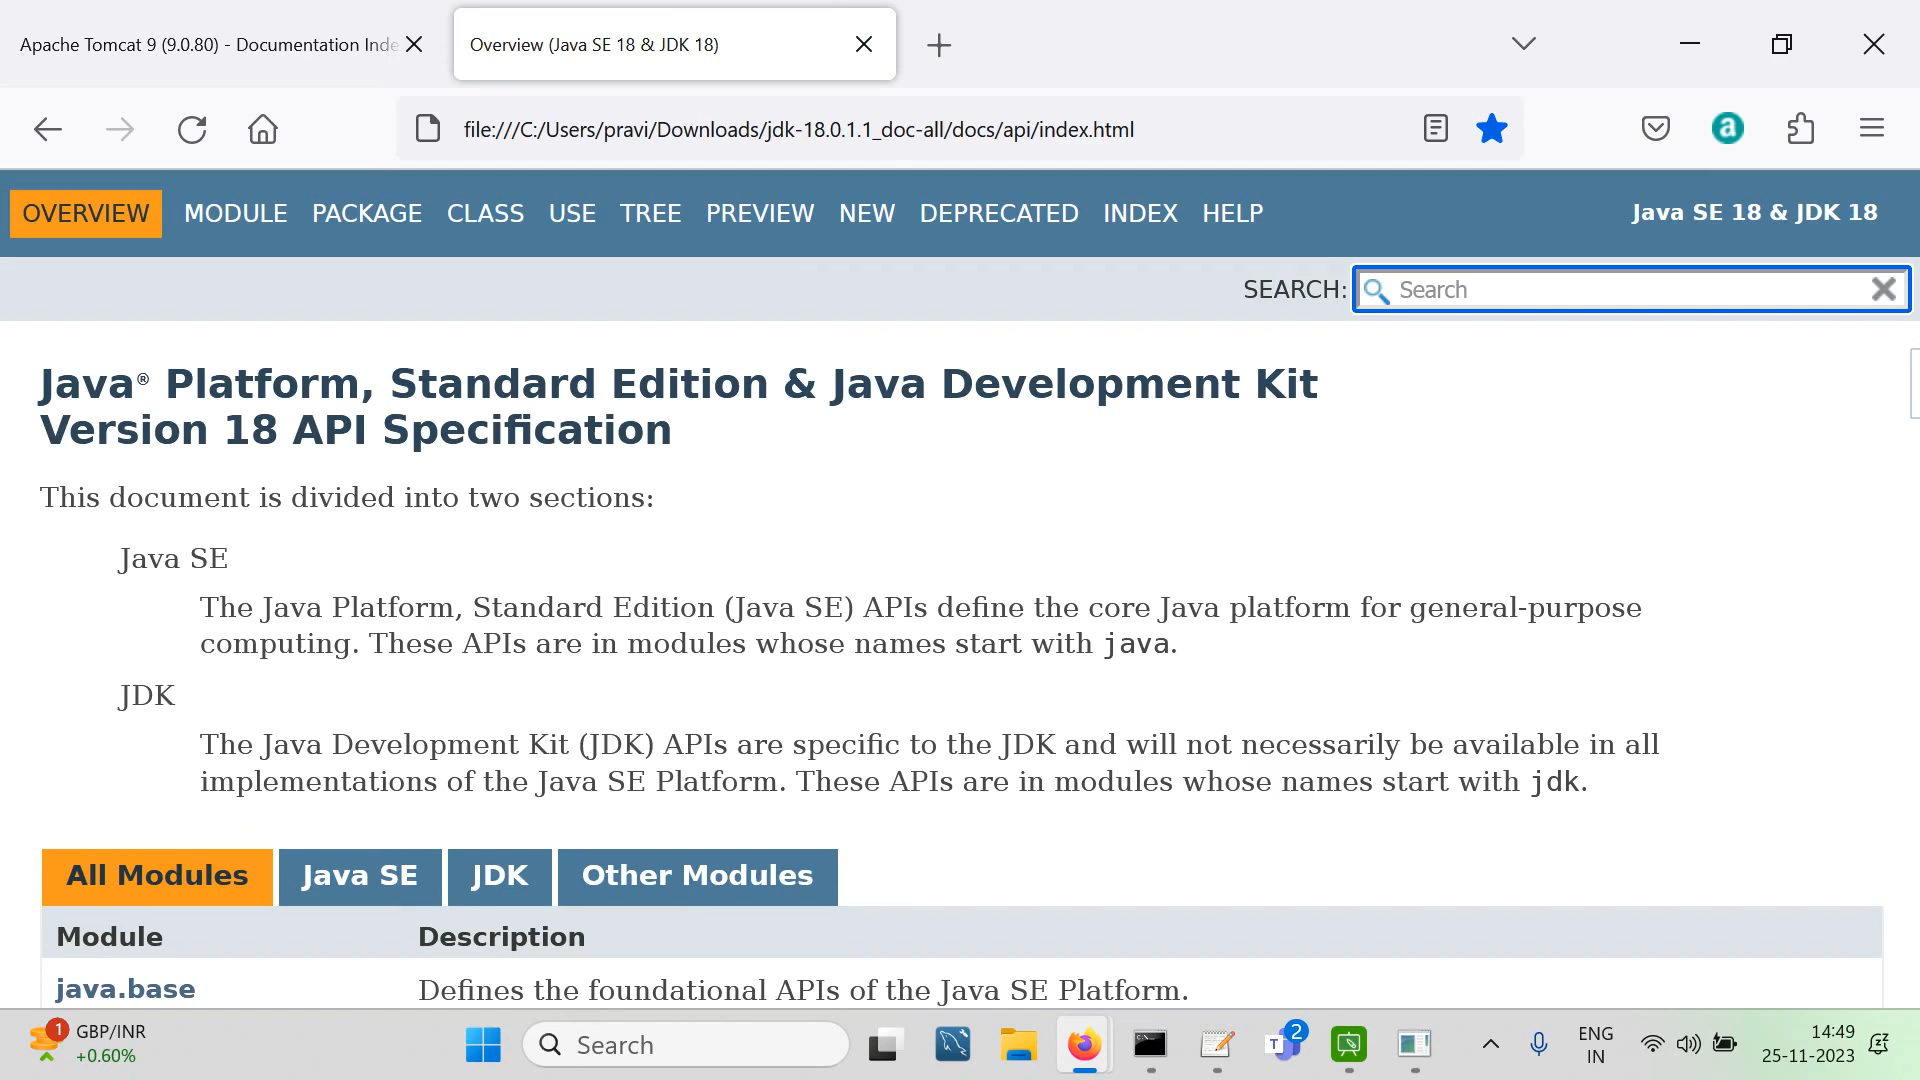 Apache Tomcat 9 (9.0.80) - Documentation Inde
Overview (Java SE 18 & JDK 18)
file:///C:/Users/pravi/Downloads/jdk-18.0.1.1_doc-all/docs/api/index.html
a
OVERVIEW MODULE PACKAGE CLASS USE TREE PREVIEW NEW DEPRECATED INDEX HELP
Java SE 18 & JDK 18
SEARCH: Search
Java® Platform, Standard Edition & Java Development Kit
Version 18 API Specification
This document is divided into two sections:
Java SE
The Java Platform, Standard Edition (Java SE) APIs define the core Java platform for general-purpose
computing. These APIs are in modules whose names start with java.
JDK
The Java Development Kit (JDK) APIs are specific to the JDK and will not necessarily be available in all
implementations of the Java SE Platform. These APIs are in modules whose names start with jdk.
All Modules Java SE JDK Other Modules
Module Description
java.base Defines the foundational APIs of the Java SE Platform.
1 GBP/INR
+0.60%
Search
T 2
ENG
IN
14:49
25-11-2023